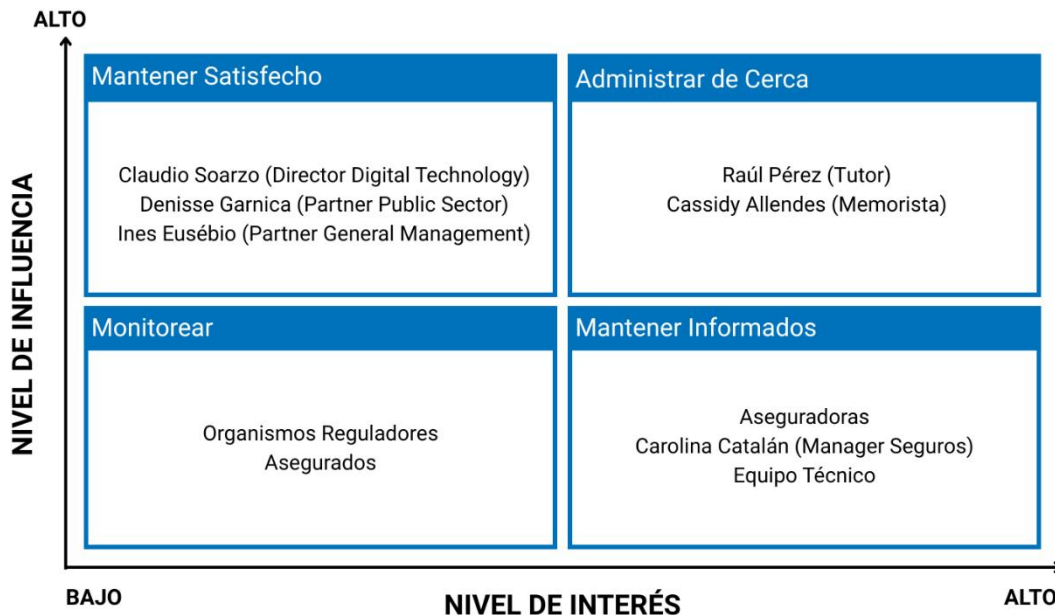 ALTO
NIVEL DE INFLUENCIA
Mantener Satisfecho
Claudio Soarzo (Director Digital Technology)
Denisse Garnica (Partner Public Sector)
Ines Eusébio (Partner General Management)
Administrar de Cerca
Raúl Pérez (Tutor)
Cassidy Allendes (Memorista)
Monitorear
Organismos Reguladores
Asegurados
Mantener Informados
Aseguradoras
Carolina Catalán (Manager Seguros)
Equipo Técnico
BAJO
NIVEL DE INTERÉS
ALTO